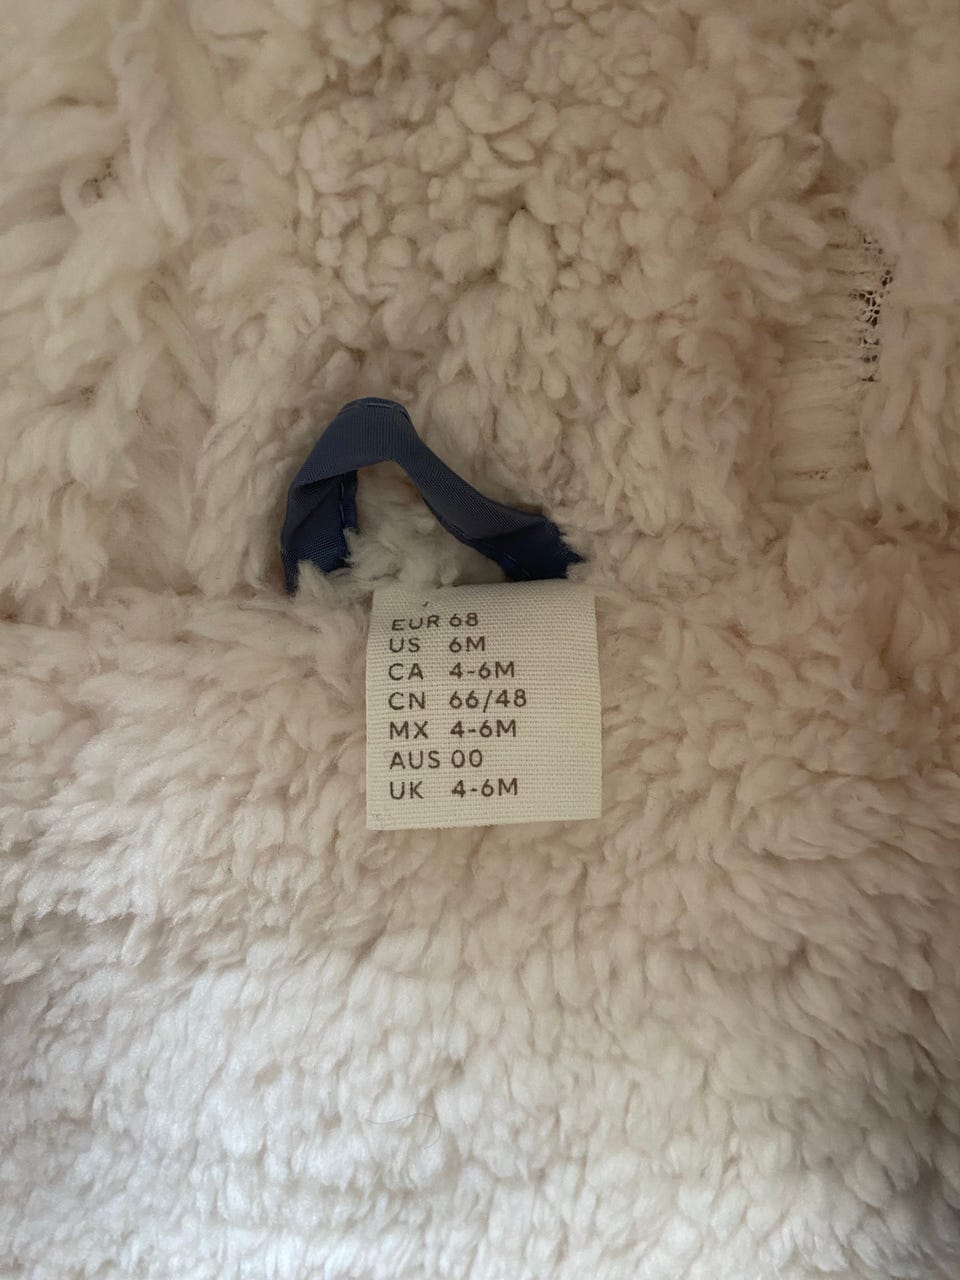 EUR 68
US 6M
CA 4-6M
CN 66/48
MX 4-6M
AUS 00
UK 4-6M